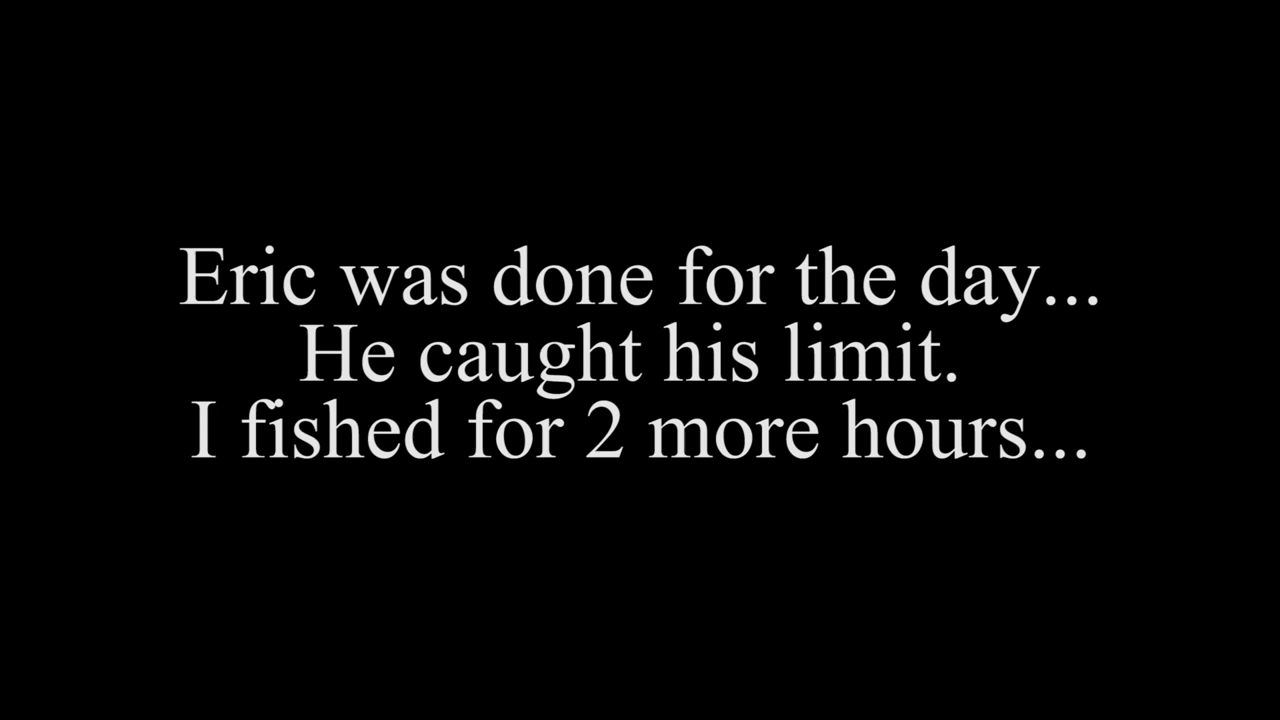 Eric was done for the day...
He caught his limit.
I fished for 2 more hours...